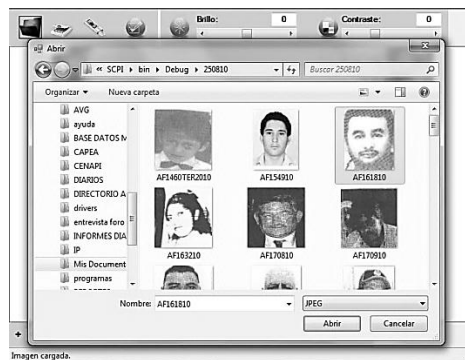 Brillo: 0 Contraste: 0
Abrir
« SCPI ▸ bin ▸ Debug ▸ 250810
Buscar 250810
Organizar ▾ Nueva carpeta
AVG
ayuda
BASE DATOS M
CAPEA
CENAPI
DIARIOS
DIRECTORIO A
drivers
entrevista foro
INFORMES DIA
IP
Mis Document
programas
AF1460TER2010 AF154910 AF161810
AF163210 AF170810 AF170910
Nombre: AF161810 JPEG
Abrir Cancelar
Imagen cargada.